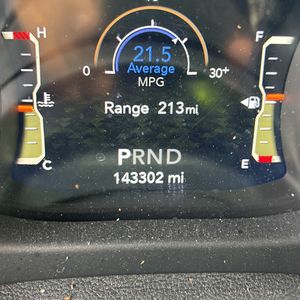 H F
21.5
Average
0 MPG 30+
Range 213mi
PRND
C 143302 mi E